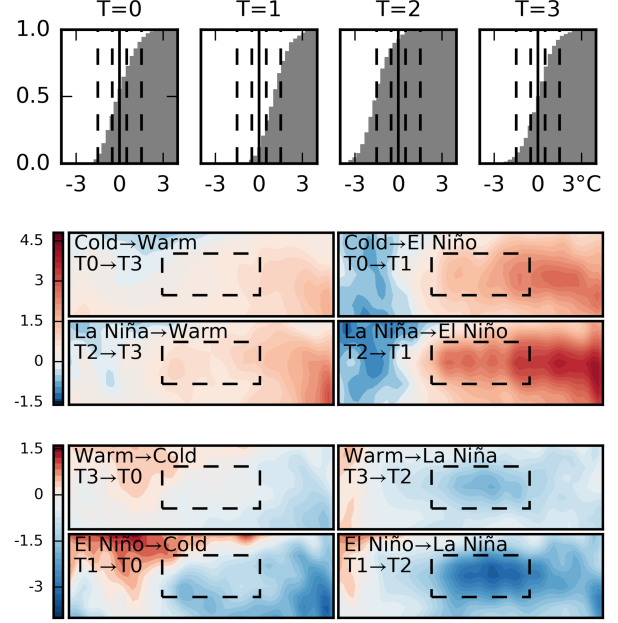 T=0 T=1 T=2 T=3
1.0
0.5
0.0
-3 0 3 -3 0 3 -3 0 3 -3 0 3°C
4.5
3
1.5
0
-1.5
Cold→Warm
T0→T3
Cold→El Niño
T0→T1
La Niña→Warm
T2→T3
La Niña→El Niño
T2→T1
1.5
0
-1.5
-3
Warm→Cold
T3→T0
Warm→La Niña
T3→T2
El Niño→Cold
T1→T0
El Niño→La Niña
T1→T2